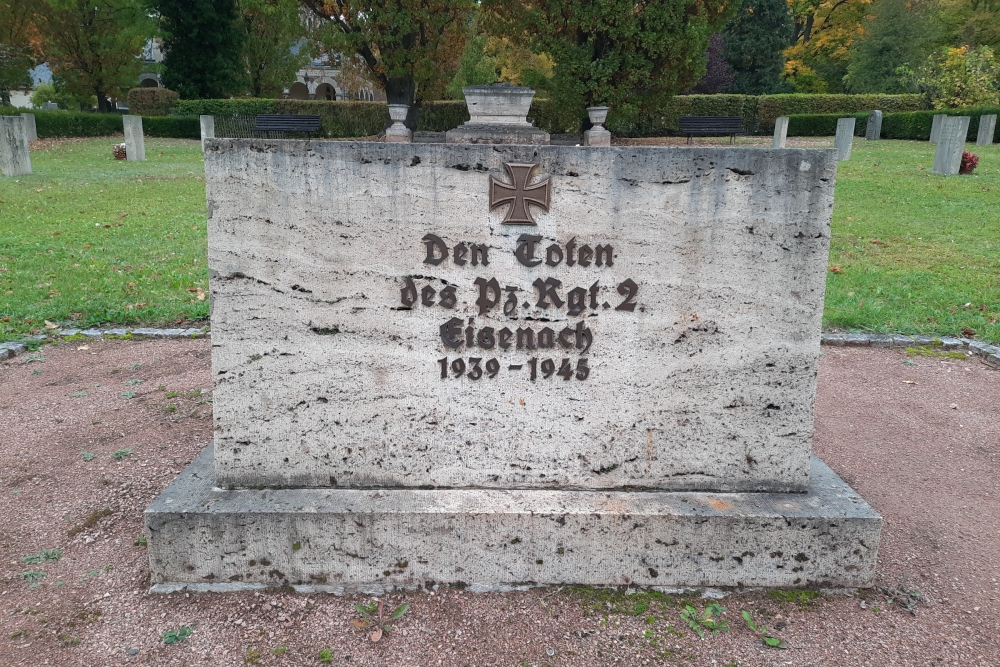 Den Toten
des Pz. Rgt. 2
Eisenach
1939 - 1945